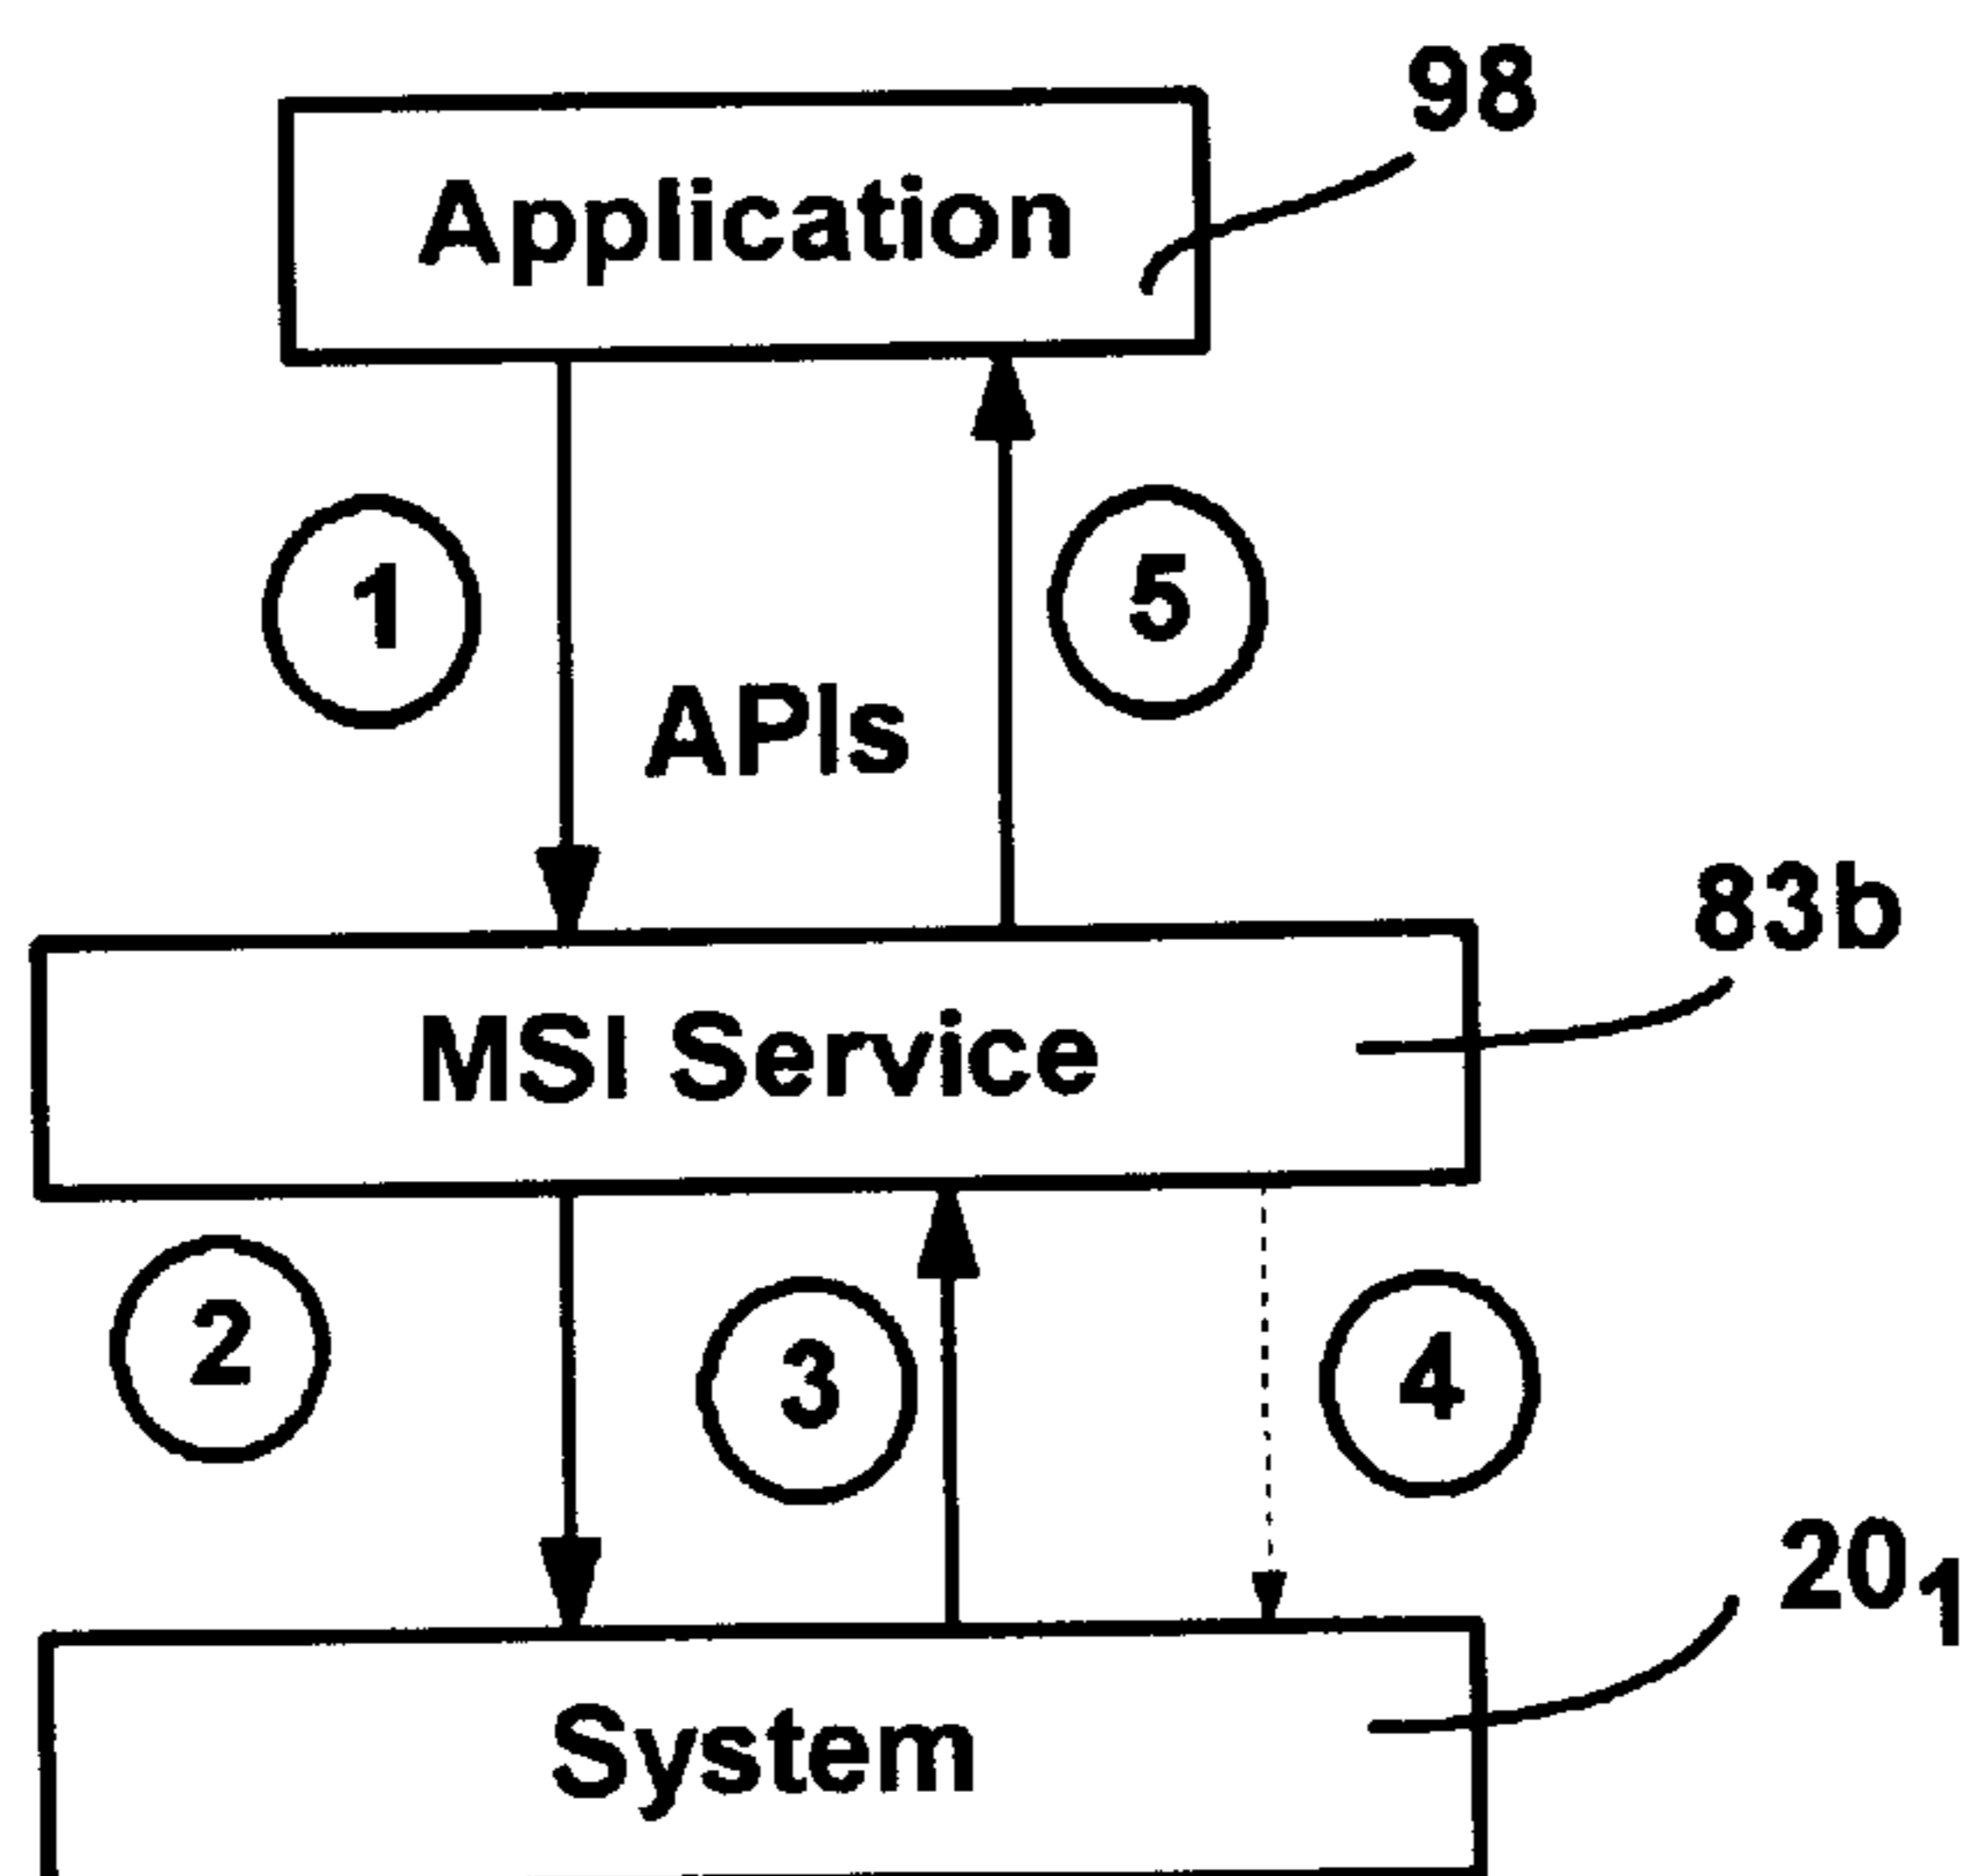 98
Application
1
5
APIs
83b
MSI Service
2
3
4
20₁
System